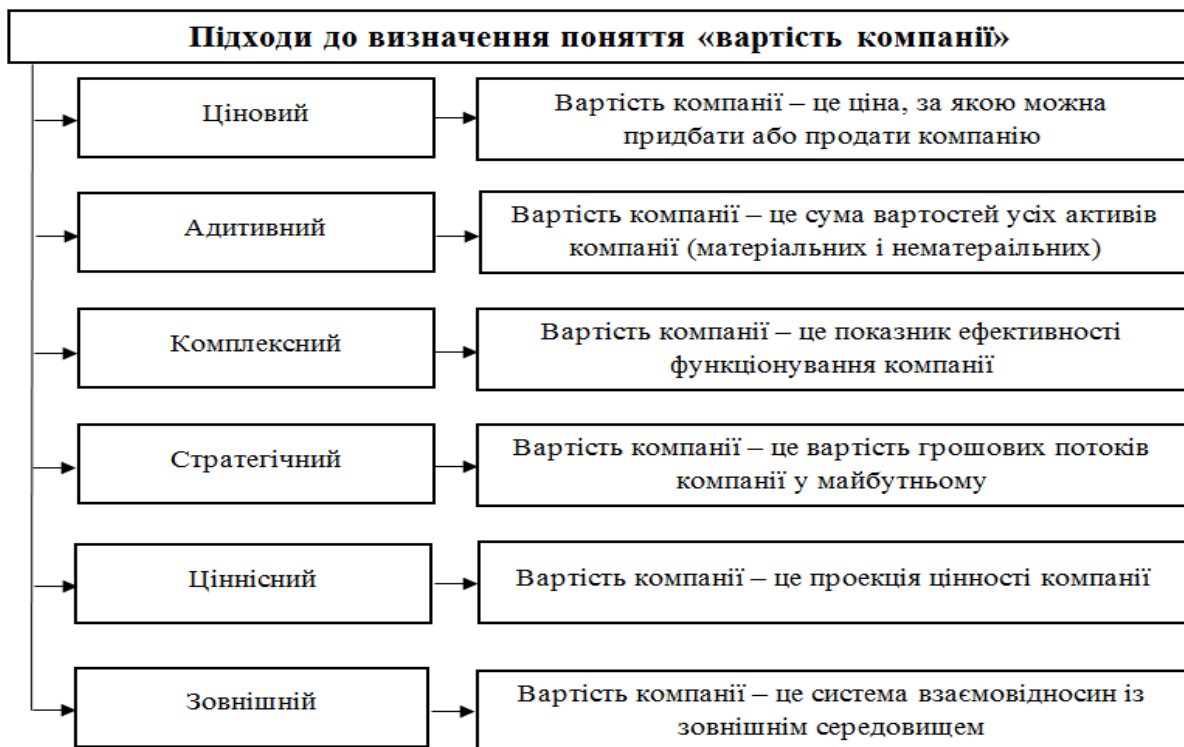 Підходи до визначення поняття «вартість компанії»
Ціновий
Вартість компанії – це ціна, за якою можна
придбати або продати компанію
Адитивний
Вартість компанії – це сума вартостей усіх активів
компанії (матеріальних і нематераільних)
Комплексний
Вартість компанії – це показник ефективності
функціонування компанії
Стратегічний
Вартість компанії – це вартість грошових потоків
компанії у майбутньому
Ціннісний
Вартість компанії – це проекція цінності компанії
Зовнішній
Вартість компанії – це система взаємовідносин із
зовнішнім середовищем